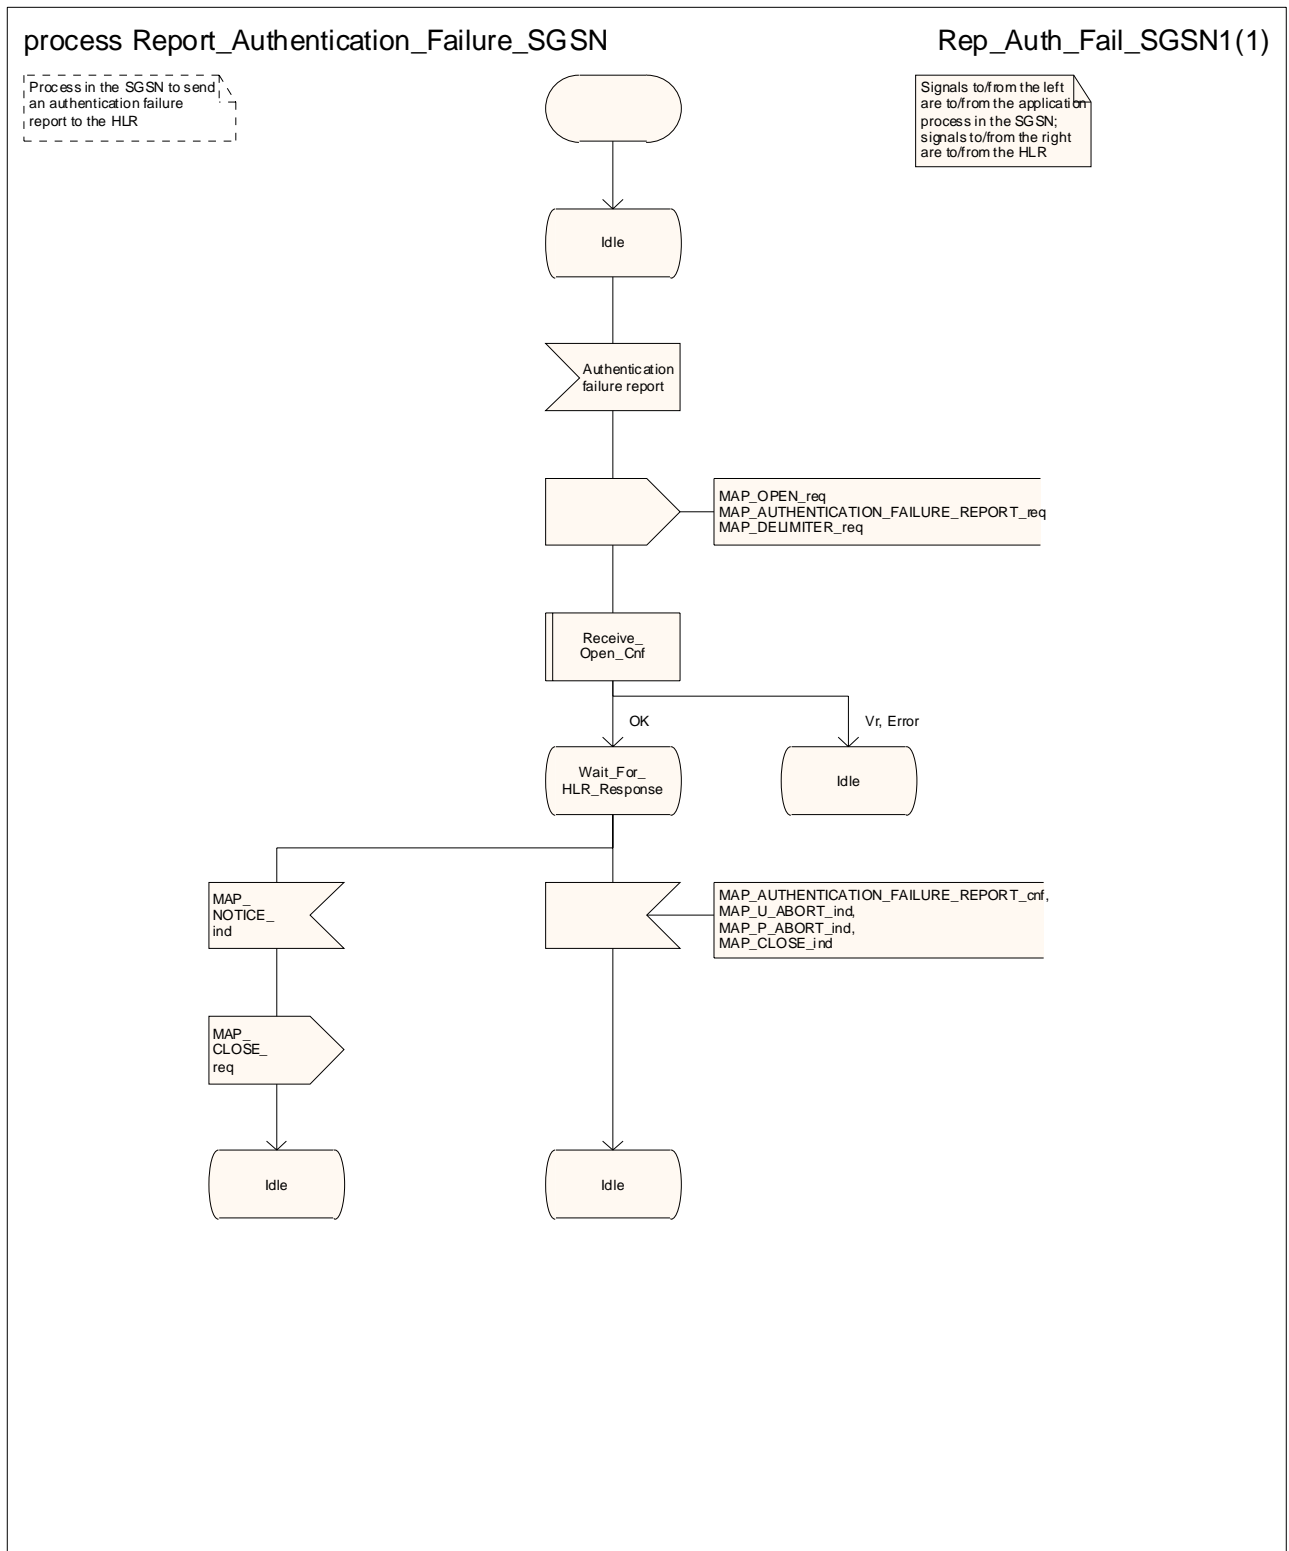 process Report_Authentication_Failure_SGSN
Rep_Auth_Fail_SGSN1(1)
Process in the SGSN to send
an authentication failure
report to the HLR
Signals to/from the left
are to/from the application
process in the SGSN;
signals to/from the right
are to/from the HLR
Idle
Authentication
failure report
MAP_OPEN_req
MAP_AUTHENTICATION_FAILURE_REPORT_req
MAP_DELIMITER_req
Receive_
Open_Cnf
OK
Vr, Error
Wait_For_
HLR_Response
Idle
MAP_
NOTICE_
ind
MAP_AUTHENTICATION_FAILURE_REPORT_cnf,
MAP_U_ABORT_ind,
MAP_P_ABORT_ind,
MAP_CLOSE_ind
MAP_
CLOSE_
req
Idle
Idle